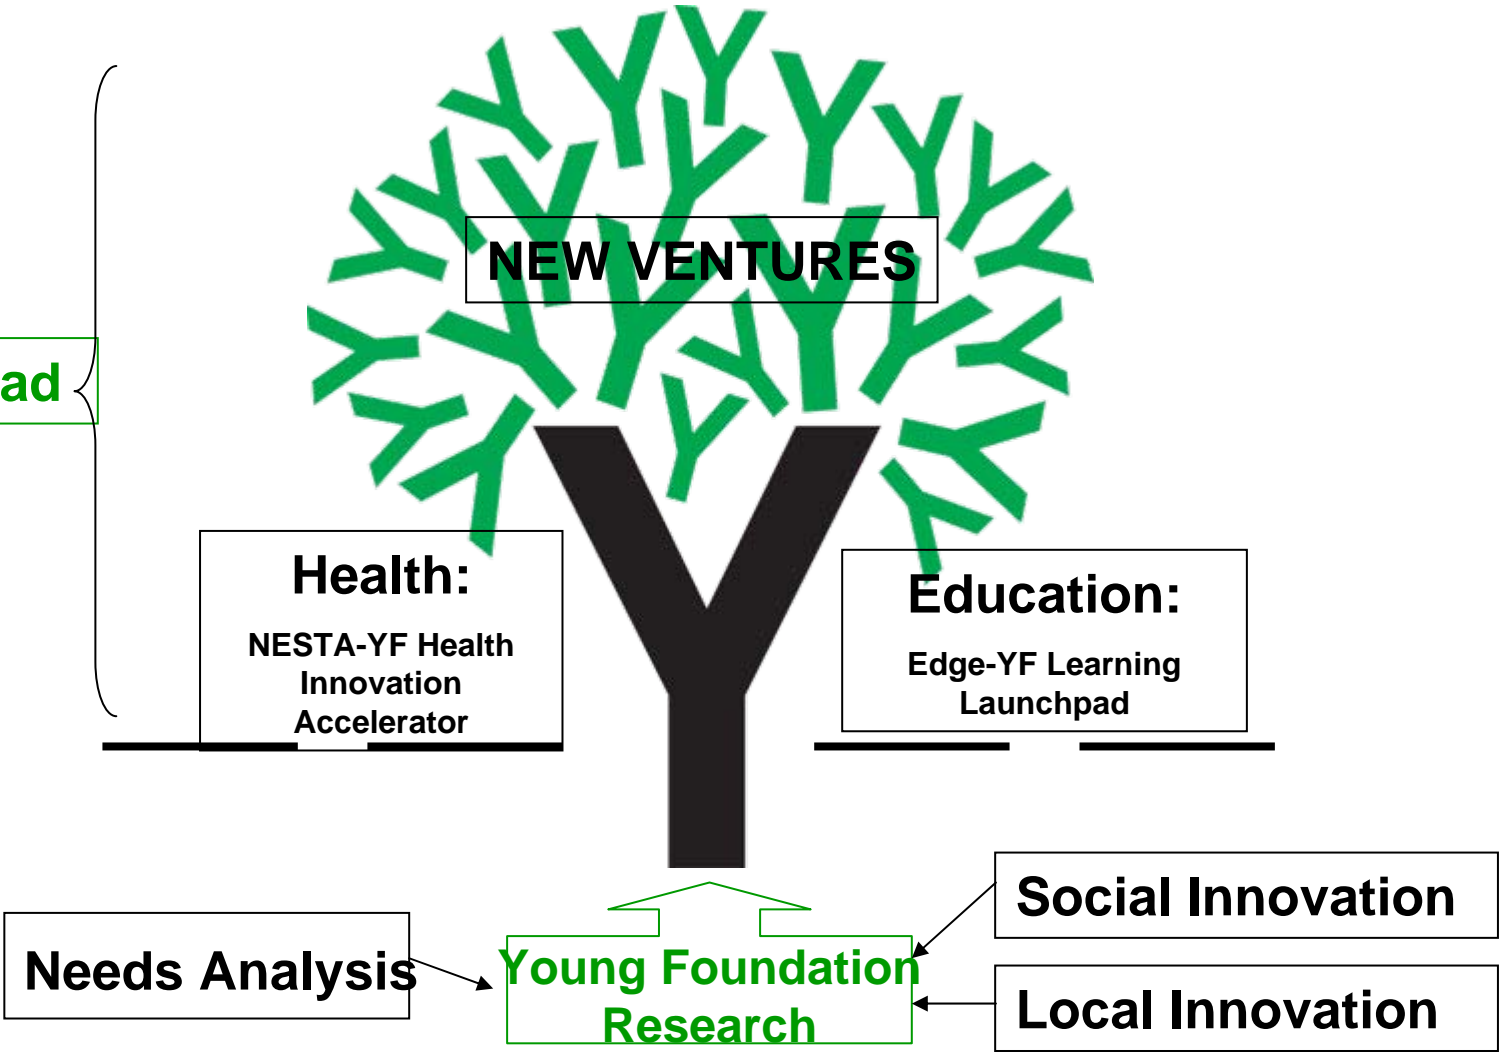 NEW VENTURES
ad
Health:
NESTA-YF Health
Innovation
Accelerator
Education:
Edge-YF Learning
Launchpad
Social Innovation
Needs Analysis
Young Foundation
Research
Local Innovation